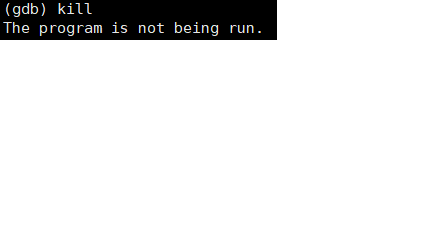 (gdb) kill
The program is not being run.